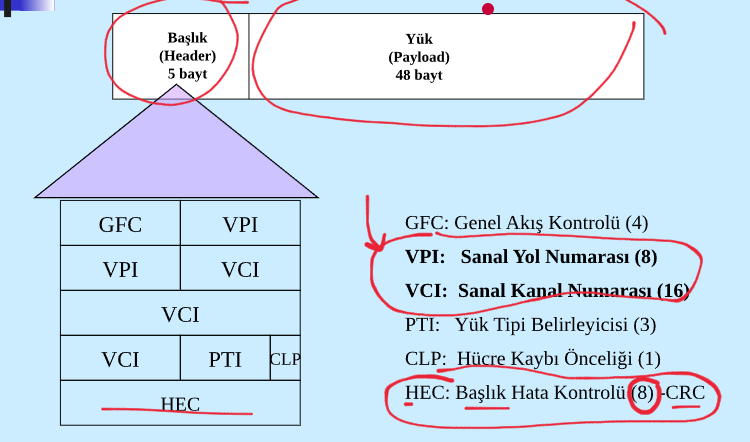 Başlık
(Header)
5 bayt
Yük
(Payload)
48 bayt
GFC VPI
VPI VCI
VCI
VCI PTI CLP
HEC
GFC: Genel Akış Kontrolü (4)
VPI: Sanal Yol Numarası (8)
VCI: Sanal Kanal Numarası (16)
PTI: Yük Tipi Belirleyicisi (3)
CLP: Hücre Kaybı Önceliği (1)
HEC: Başlık Hata Kontrolü (8) -CRC